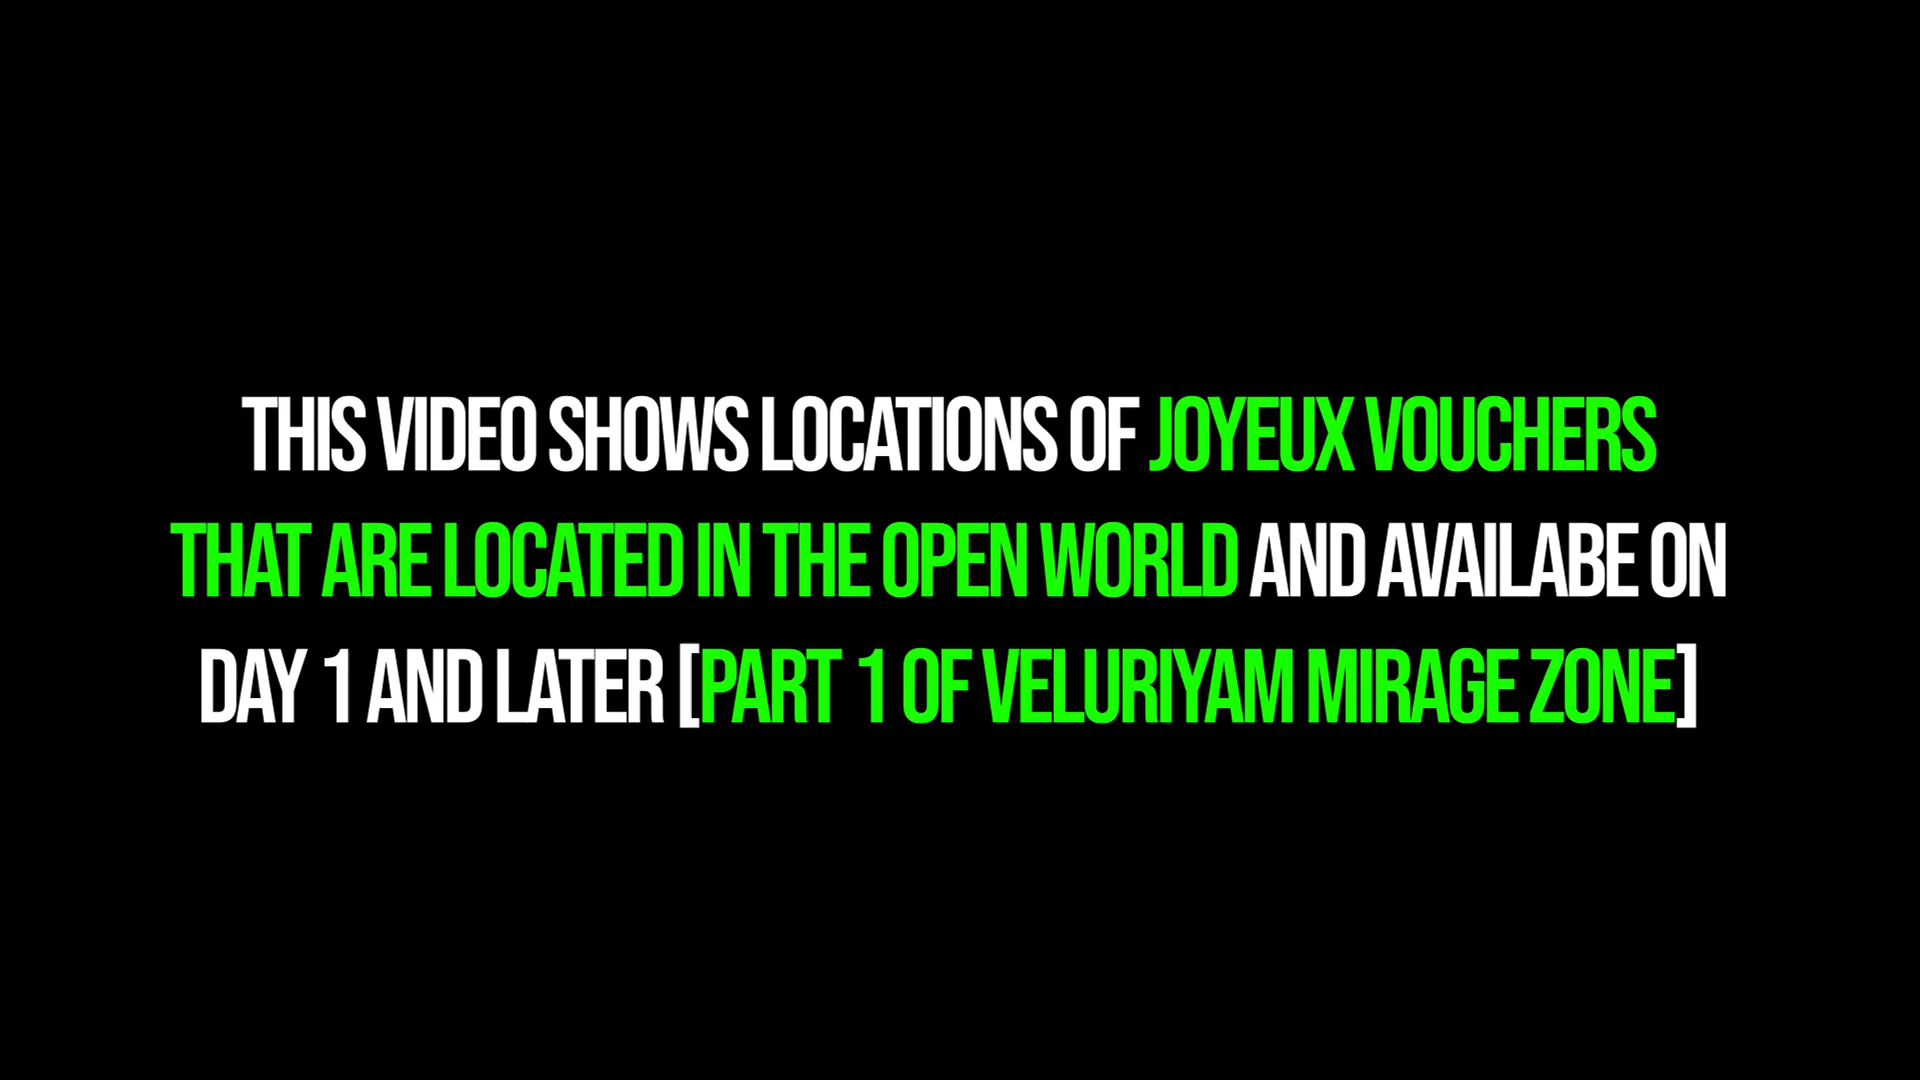 THIS VIDEO SHOWS LOCATIONS OF JOYEUX VOUCHERS
THAT ARE LOCATED IN THE OPEN WORLD AND AVAILABE ON
DAY 1 AND LATER [PART 1 OF VELURIYAM MIRAGE ZONE]